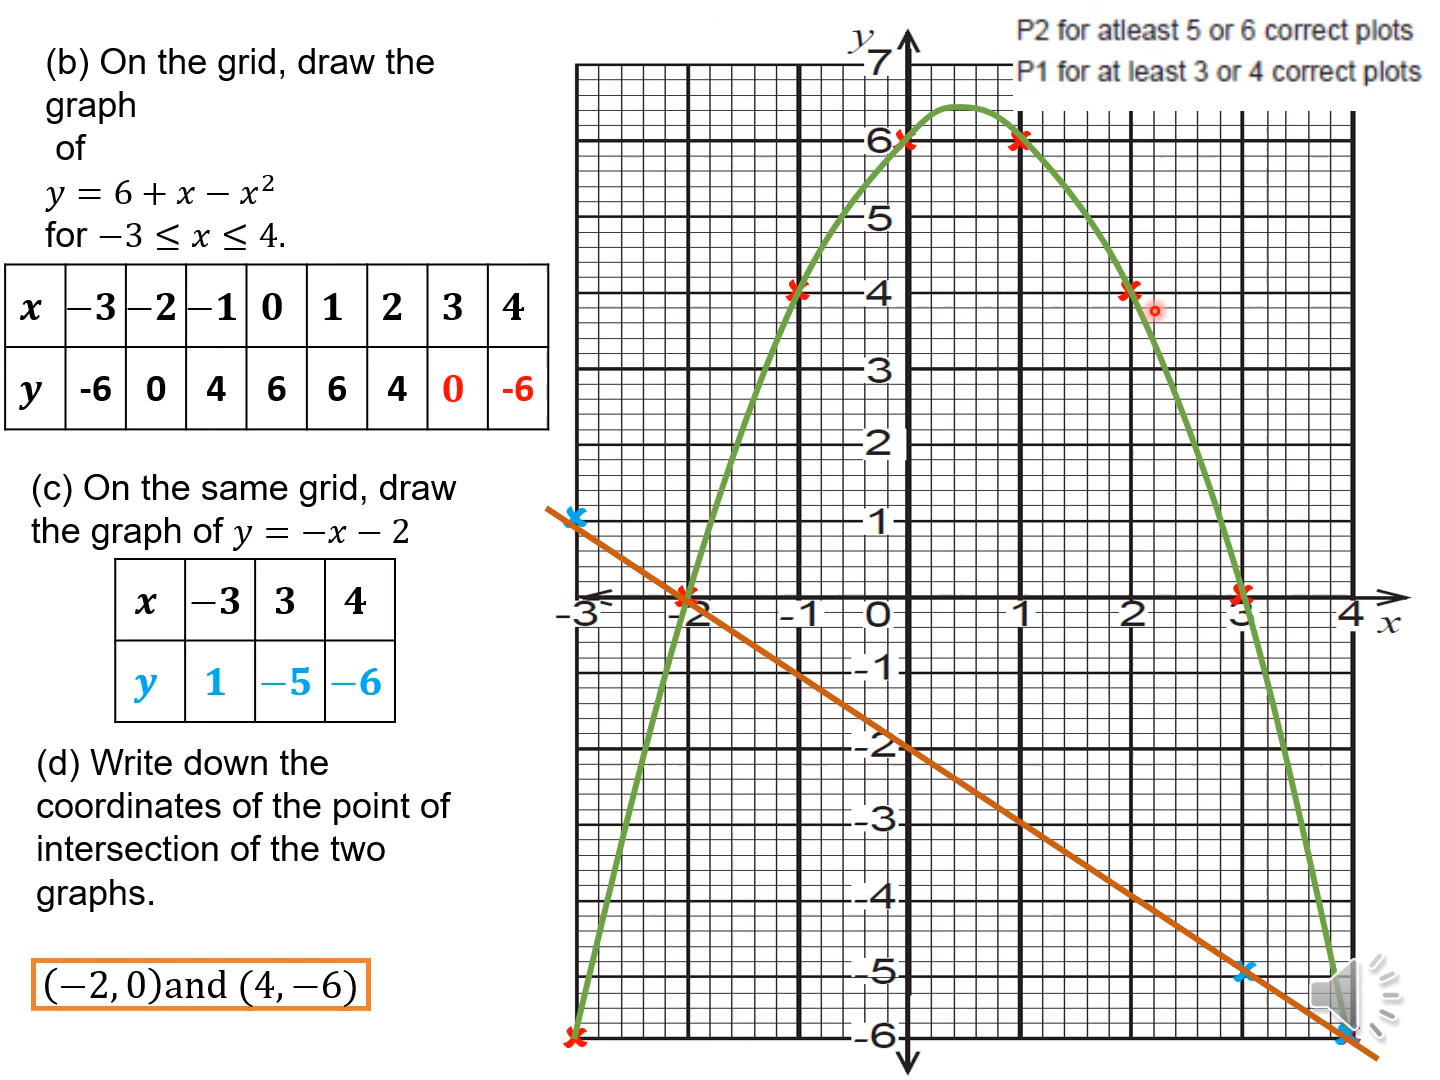 (b) On the grid, draw the
graph
of
y = 6 + x − x²
for −3 ≤ x ≤ 4.
x −3 −2 −1 0 1 2 3 4
y -6 0 4 6 6 4 0 -6
(c) On the same grid, draw
the graph of y = −x − 2
x −3 3 4
y 1 −5 −6
(d) Write down the
coordinates of the point of
intersection of the two
graphs.
(−2, 0)and (4, −6)
P2 for atleast 5 or 6 correct plots
P1 for at least 3 or 4 correct plots
y
7
6
5
4
3
2
1
-3 -2 -1 0 1 2 3 4 x
-1
-2
-3
-4
-5
-6